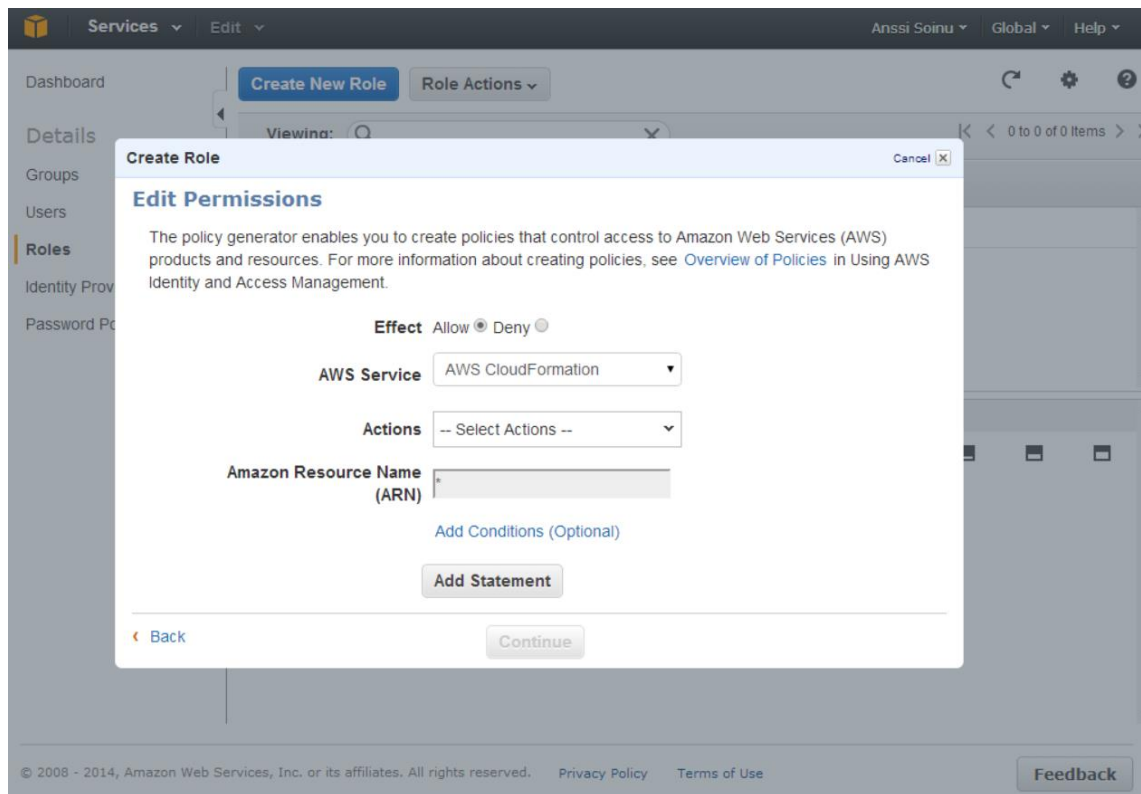 Services Edit Anssi Soinu Global Help
Dashboard
Create New Role Role Actions
Details
Viewing:
0 to 0 of 0 Items
Groups
Users
Roles
Identity Prov
Password Po
Create Role
Cancel
Edit Permissions
The policy generator enables you to create policies that control access to Amazon Web Services (AWS)
products and resources. For more information about creating policies, see Overview of Policies in Using AWS
Identity and Access Management.
Effect Allow Deny
AWS Service AWS CloudFormation
Actions -- Select Actions --
Amazon Resource Name
(ARN) *
Add Conditions (Optional)
Add Statement
Back
Continue
© 2008 - 2014, Amazon Web Services, Inc. or its affiliates. All rights reserved. Privacy Policy Terms of Use
Feedback